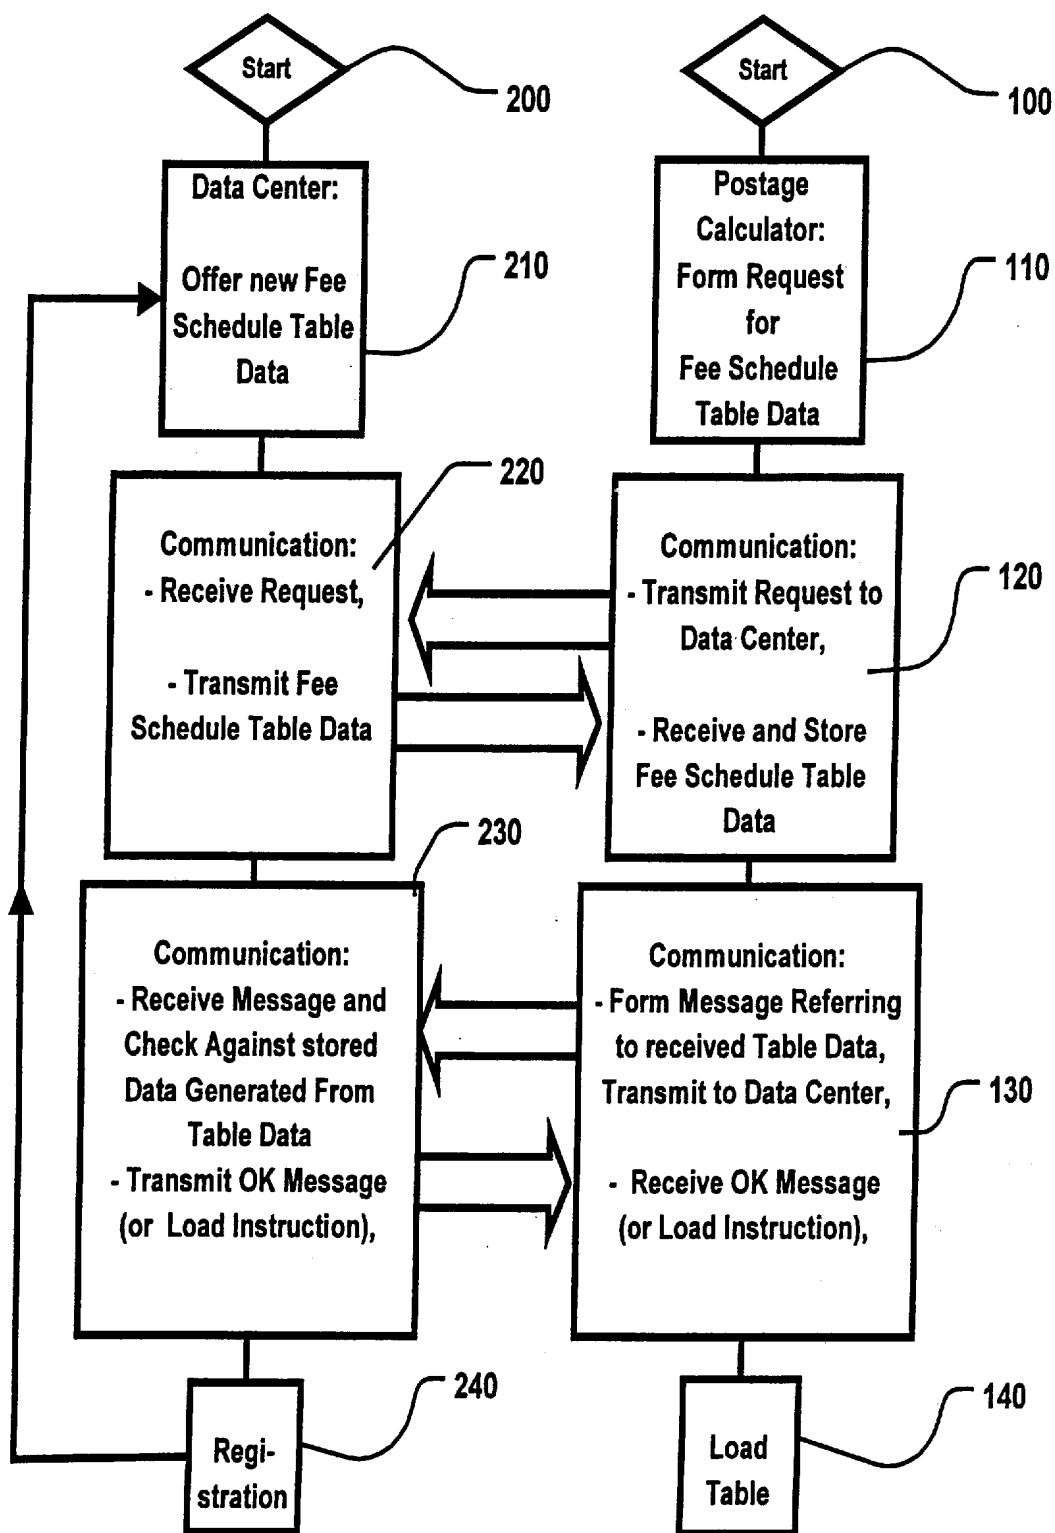 Start
200
Data Center:
Offer new Fee
Schedule Table
Data
210
Communication:
- Receive Request,
- Transmit Fee
Schedule Table Data
220
Communication:
- Receive Message and
Check Against stored
Data Generated From
Table Data
- Transmit OK Message
(or Load Instruction),
230
Regi-
stration
240
Start
100
Postage
Calculator:
Form Request
for
Fee Schedule
Table Data
110
Communication:
- Transmit Request to
Data Center,
- Receive and Store
Fee Schedule Table
Data
120
Communication:
- Form Message Referring
to received Table Data,
Transmit to Data Center,
- Receive OK Message
(or Load Instruction),
130
Load
Table
140